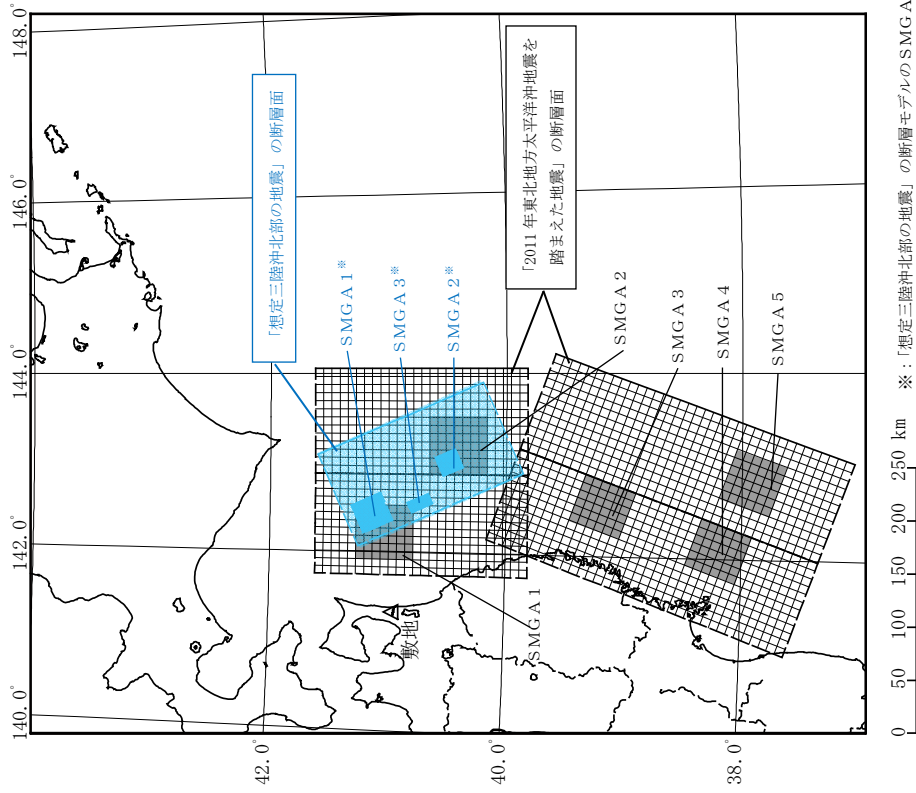 148.0°
146.0°
144.0°
142.0°
140.0°
42.0°
40.0°
38.0°
「想定三陸沖北部の地震」の断層面
「2011年東北地方太平洋沖地震を
踏まえた地震」の断層面
SMGA1※
SMGA3※
SMGA2※
SMGA2
SMGA3
SMGA4
SMGA5
SMGA1
敷地
0 50 100 150 200 250 km
※：「想定三陸沖北部の地震」の断層モデルのSMGA